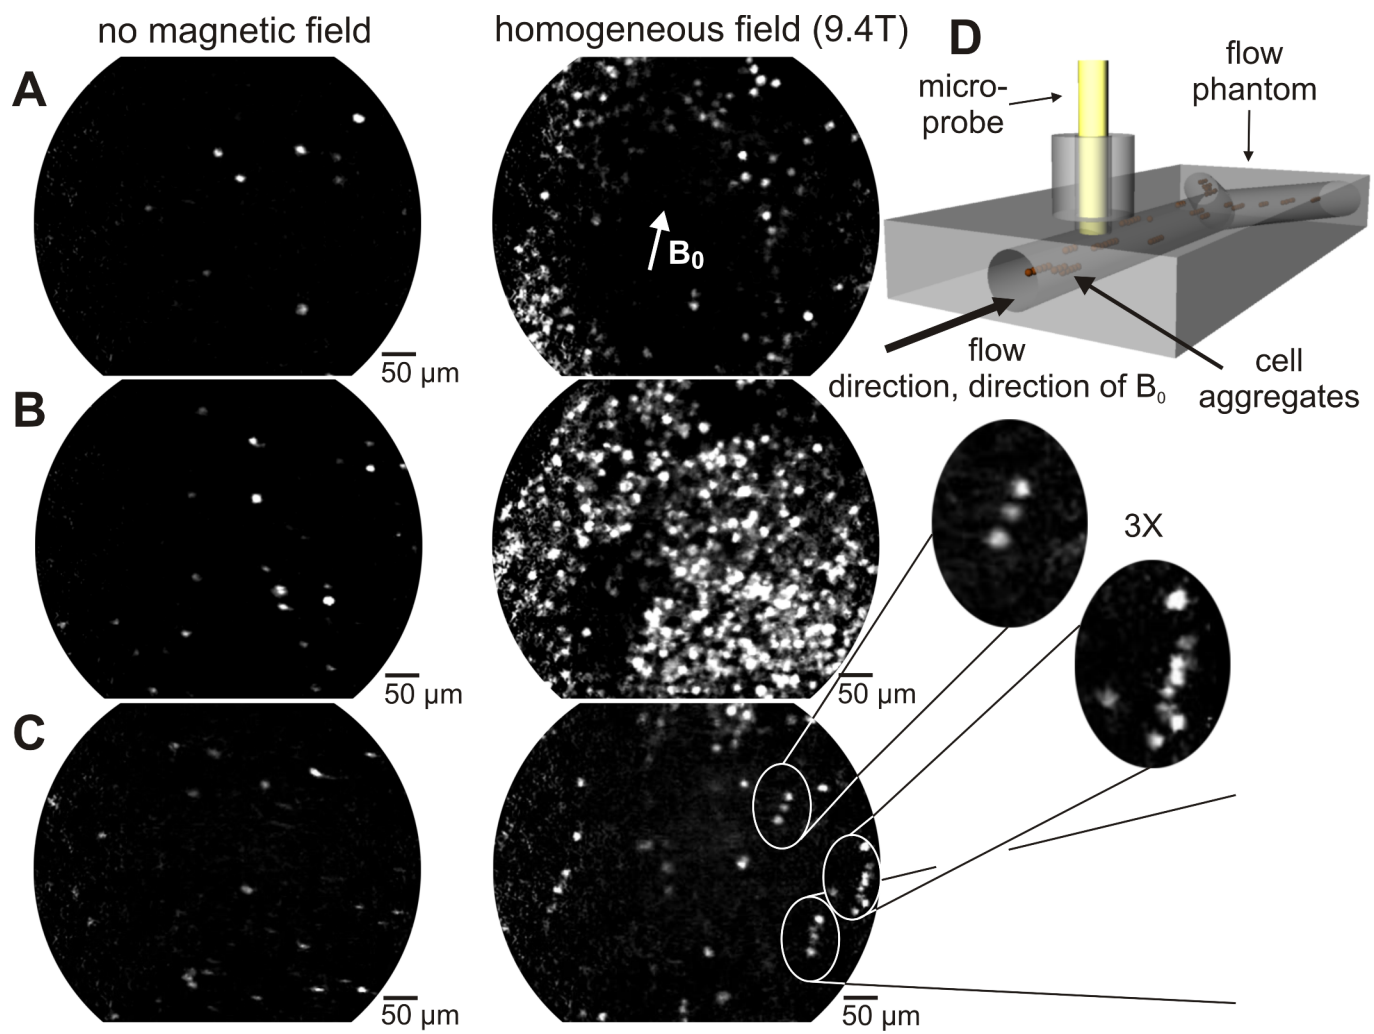 no magnetic field
homogeneous field (9.4T)
A
B₀
50 µm
D
micro-
probe
flow
phantom
flow
direction, direction of B₀
cell
aggregates
B
50 µm
50 µm
3X
C
50 µm
50 µm